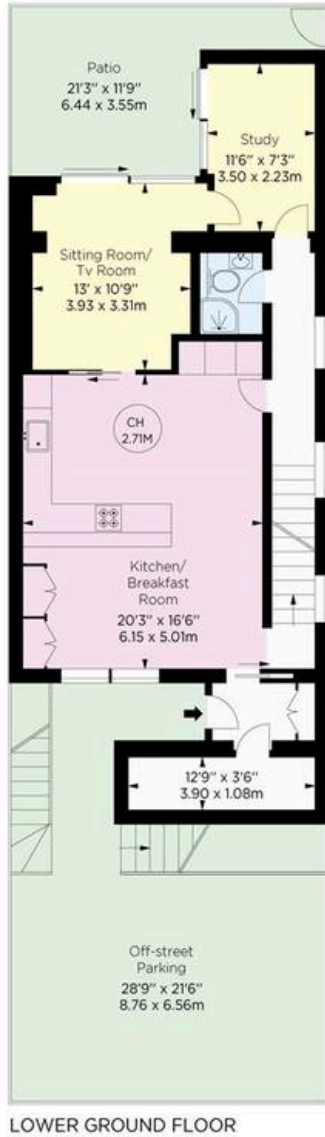 Patio
21'3" x 11'9"
6.44 x 3.55m
Study
11'6" x 7'3"
3.50 x 2.23m
Sitting Room/
Tv Room
13' x 10'9"
3.93 x 3.31m
CH
2.71M
Kitchen/
Breakfast
Room
20'3" x 16'6"
6.15 x 5.01m
12'9" x 3'6"
3.90 x 1.08m
Off-street
Parking
28'9" x 21'6"
8.76 x 6.56m
LOWER GROUND FLOOR